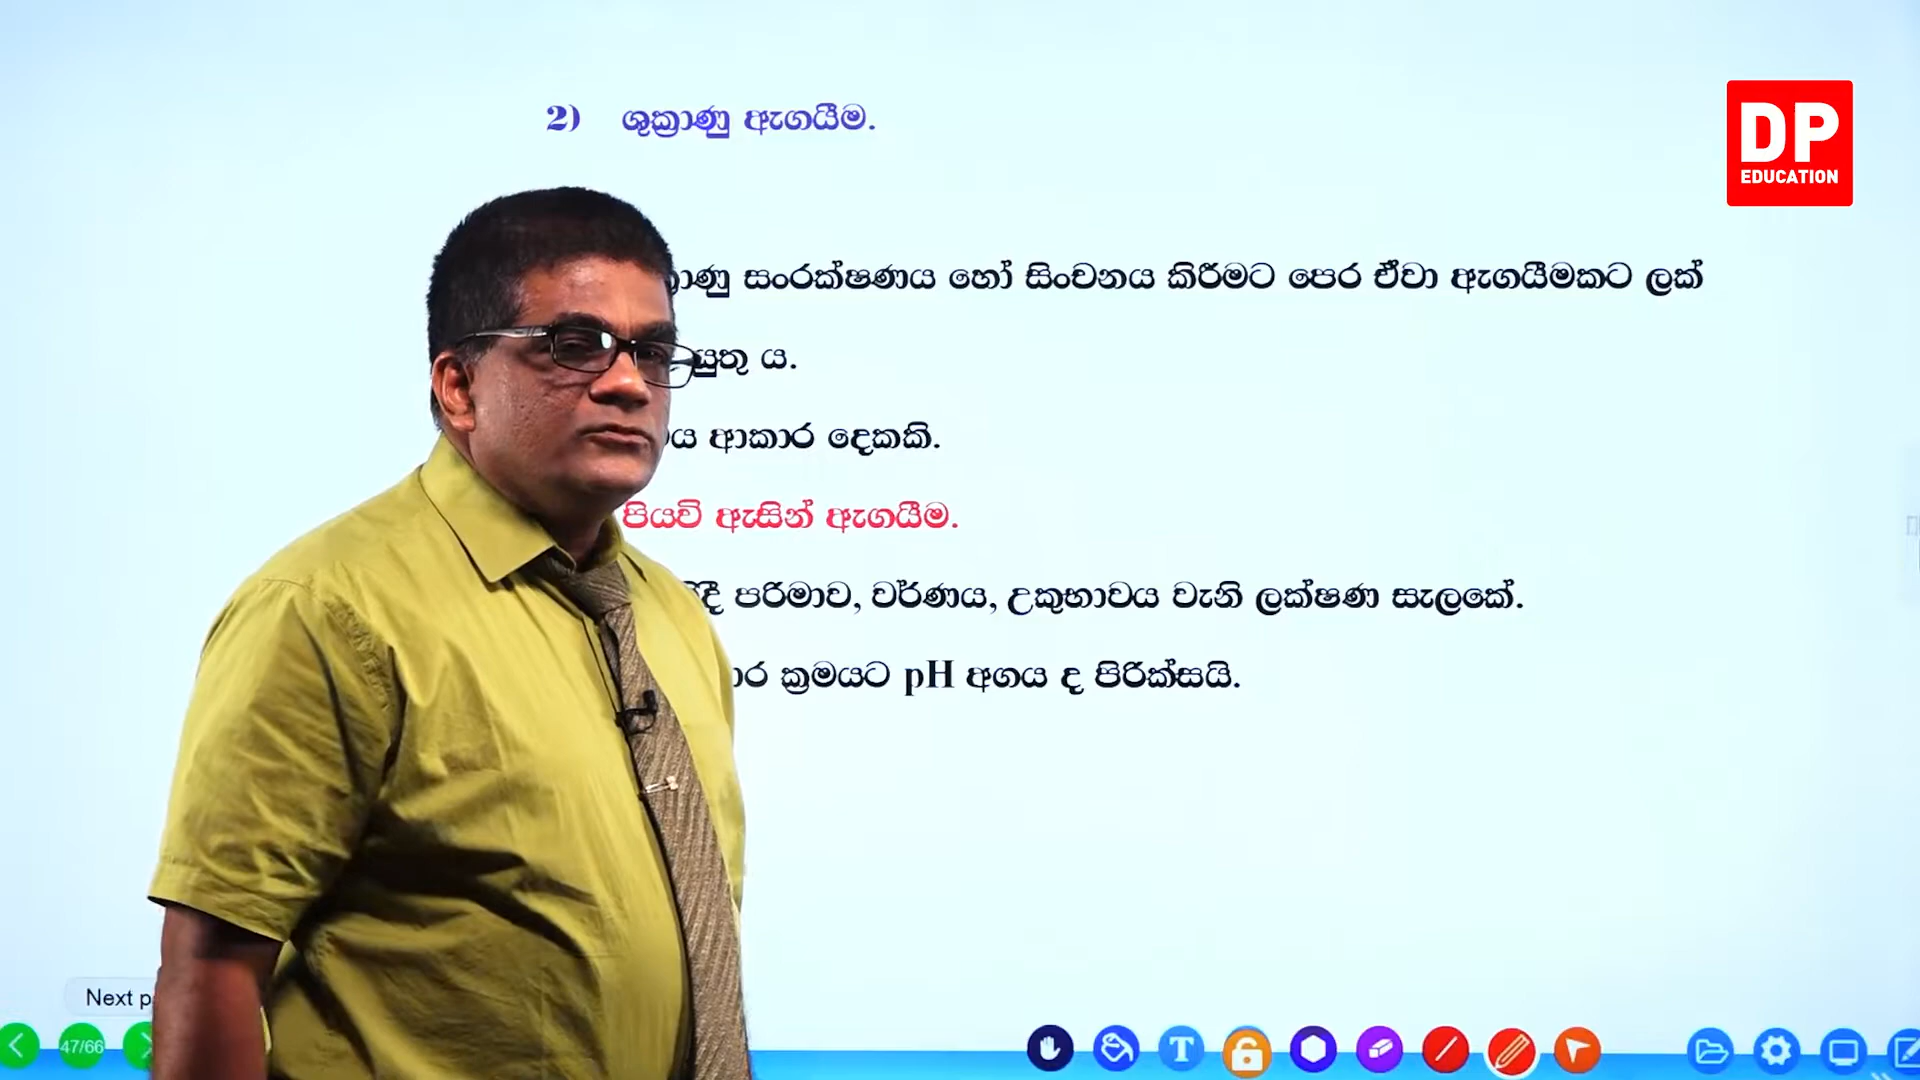 2) ශුක්‍රාණු ඇගයීම.
DP
EDUCATION
සංරක්ෂණය හෝ සිංචනය කිරීමට පෙර ඒවා ඇගයීමකට ලක්
යුතු ය.
ආකාර දෙකකි.
පියවි ඇසින් ඇගයීම.
පරිමාව, වර්ණය, උකුභාවය වැනි ලක්ෂණ සැලකේ.
ක්‍රමයට pH අගය ද පිරික්සයි.
Next
47/66
T